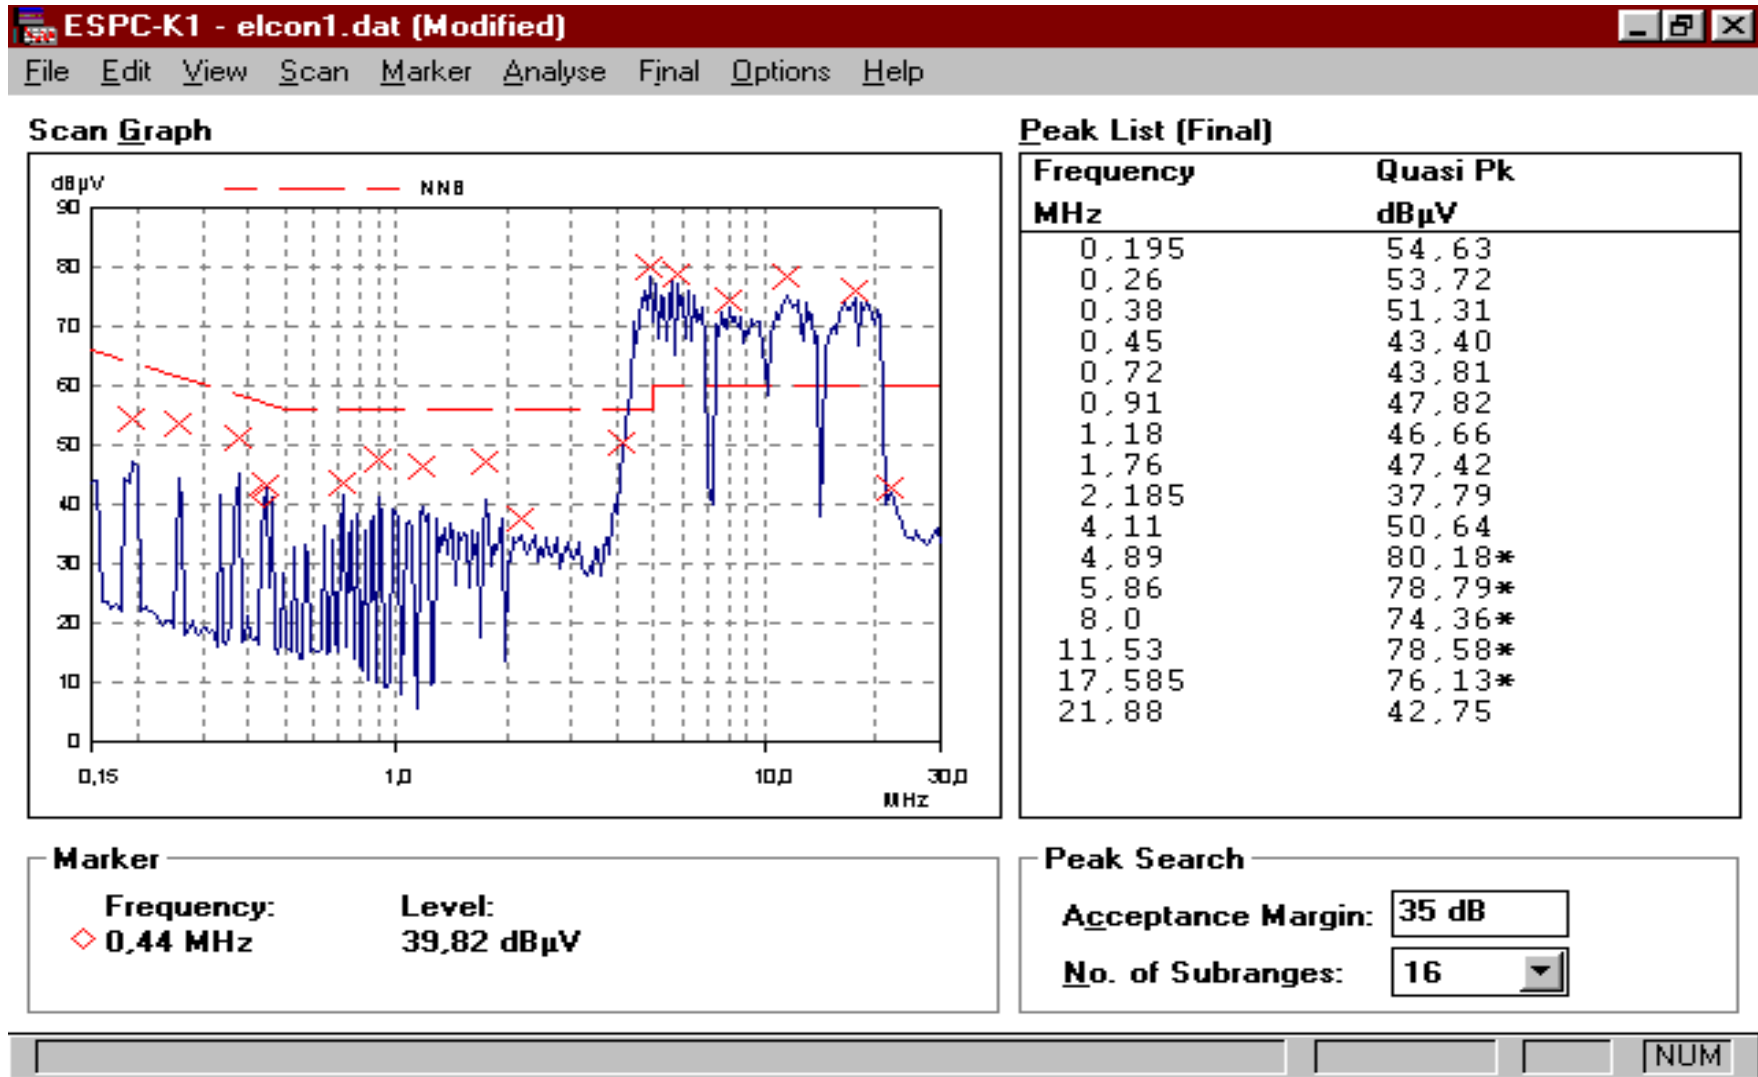 ESPC-K1 - elcon1.dat (Modified)
File Edit View Scan Marker Analyse Final Options Help
Scan Graph
dBµV
NNB
90
80
70
60
50
40
30
20
10
0
0,15 1,0 10,0 30,0
MHz
Peak List (Final)
Frequency Quasi Pk
MHz dBµV
0,195 54,63
0,26 53,72
0,38 51,31
0,45 43,40
0,72 43,81
0,91 47,82
1,18 46,66
1,76 47,42
2,185 37,79
4,11 50,64
4,89 80,18*
5,86 78,79*
8,0 74,36*
11,53 78,58*
17,585 76,13*
21,88 42,75
Marker
Frequency: Level:
0,44 MHz 39,82 dBµV
Peak Search
Acceptance Margin: 35 dB
No. of Subranges: 16
NUM